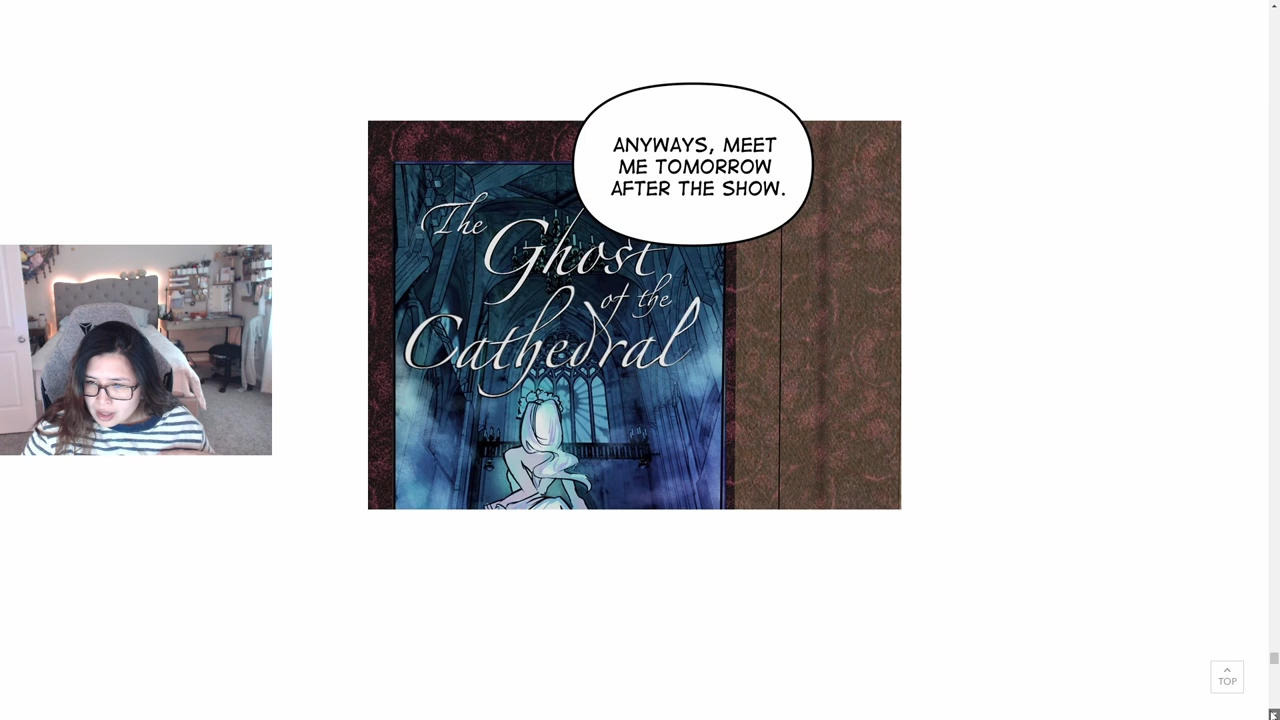 ANYWAYS, MEET
ME TOMORROW
AFTER THE SHOW.
The
Ghost
of the
Cathedral
TOP